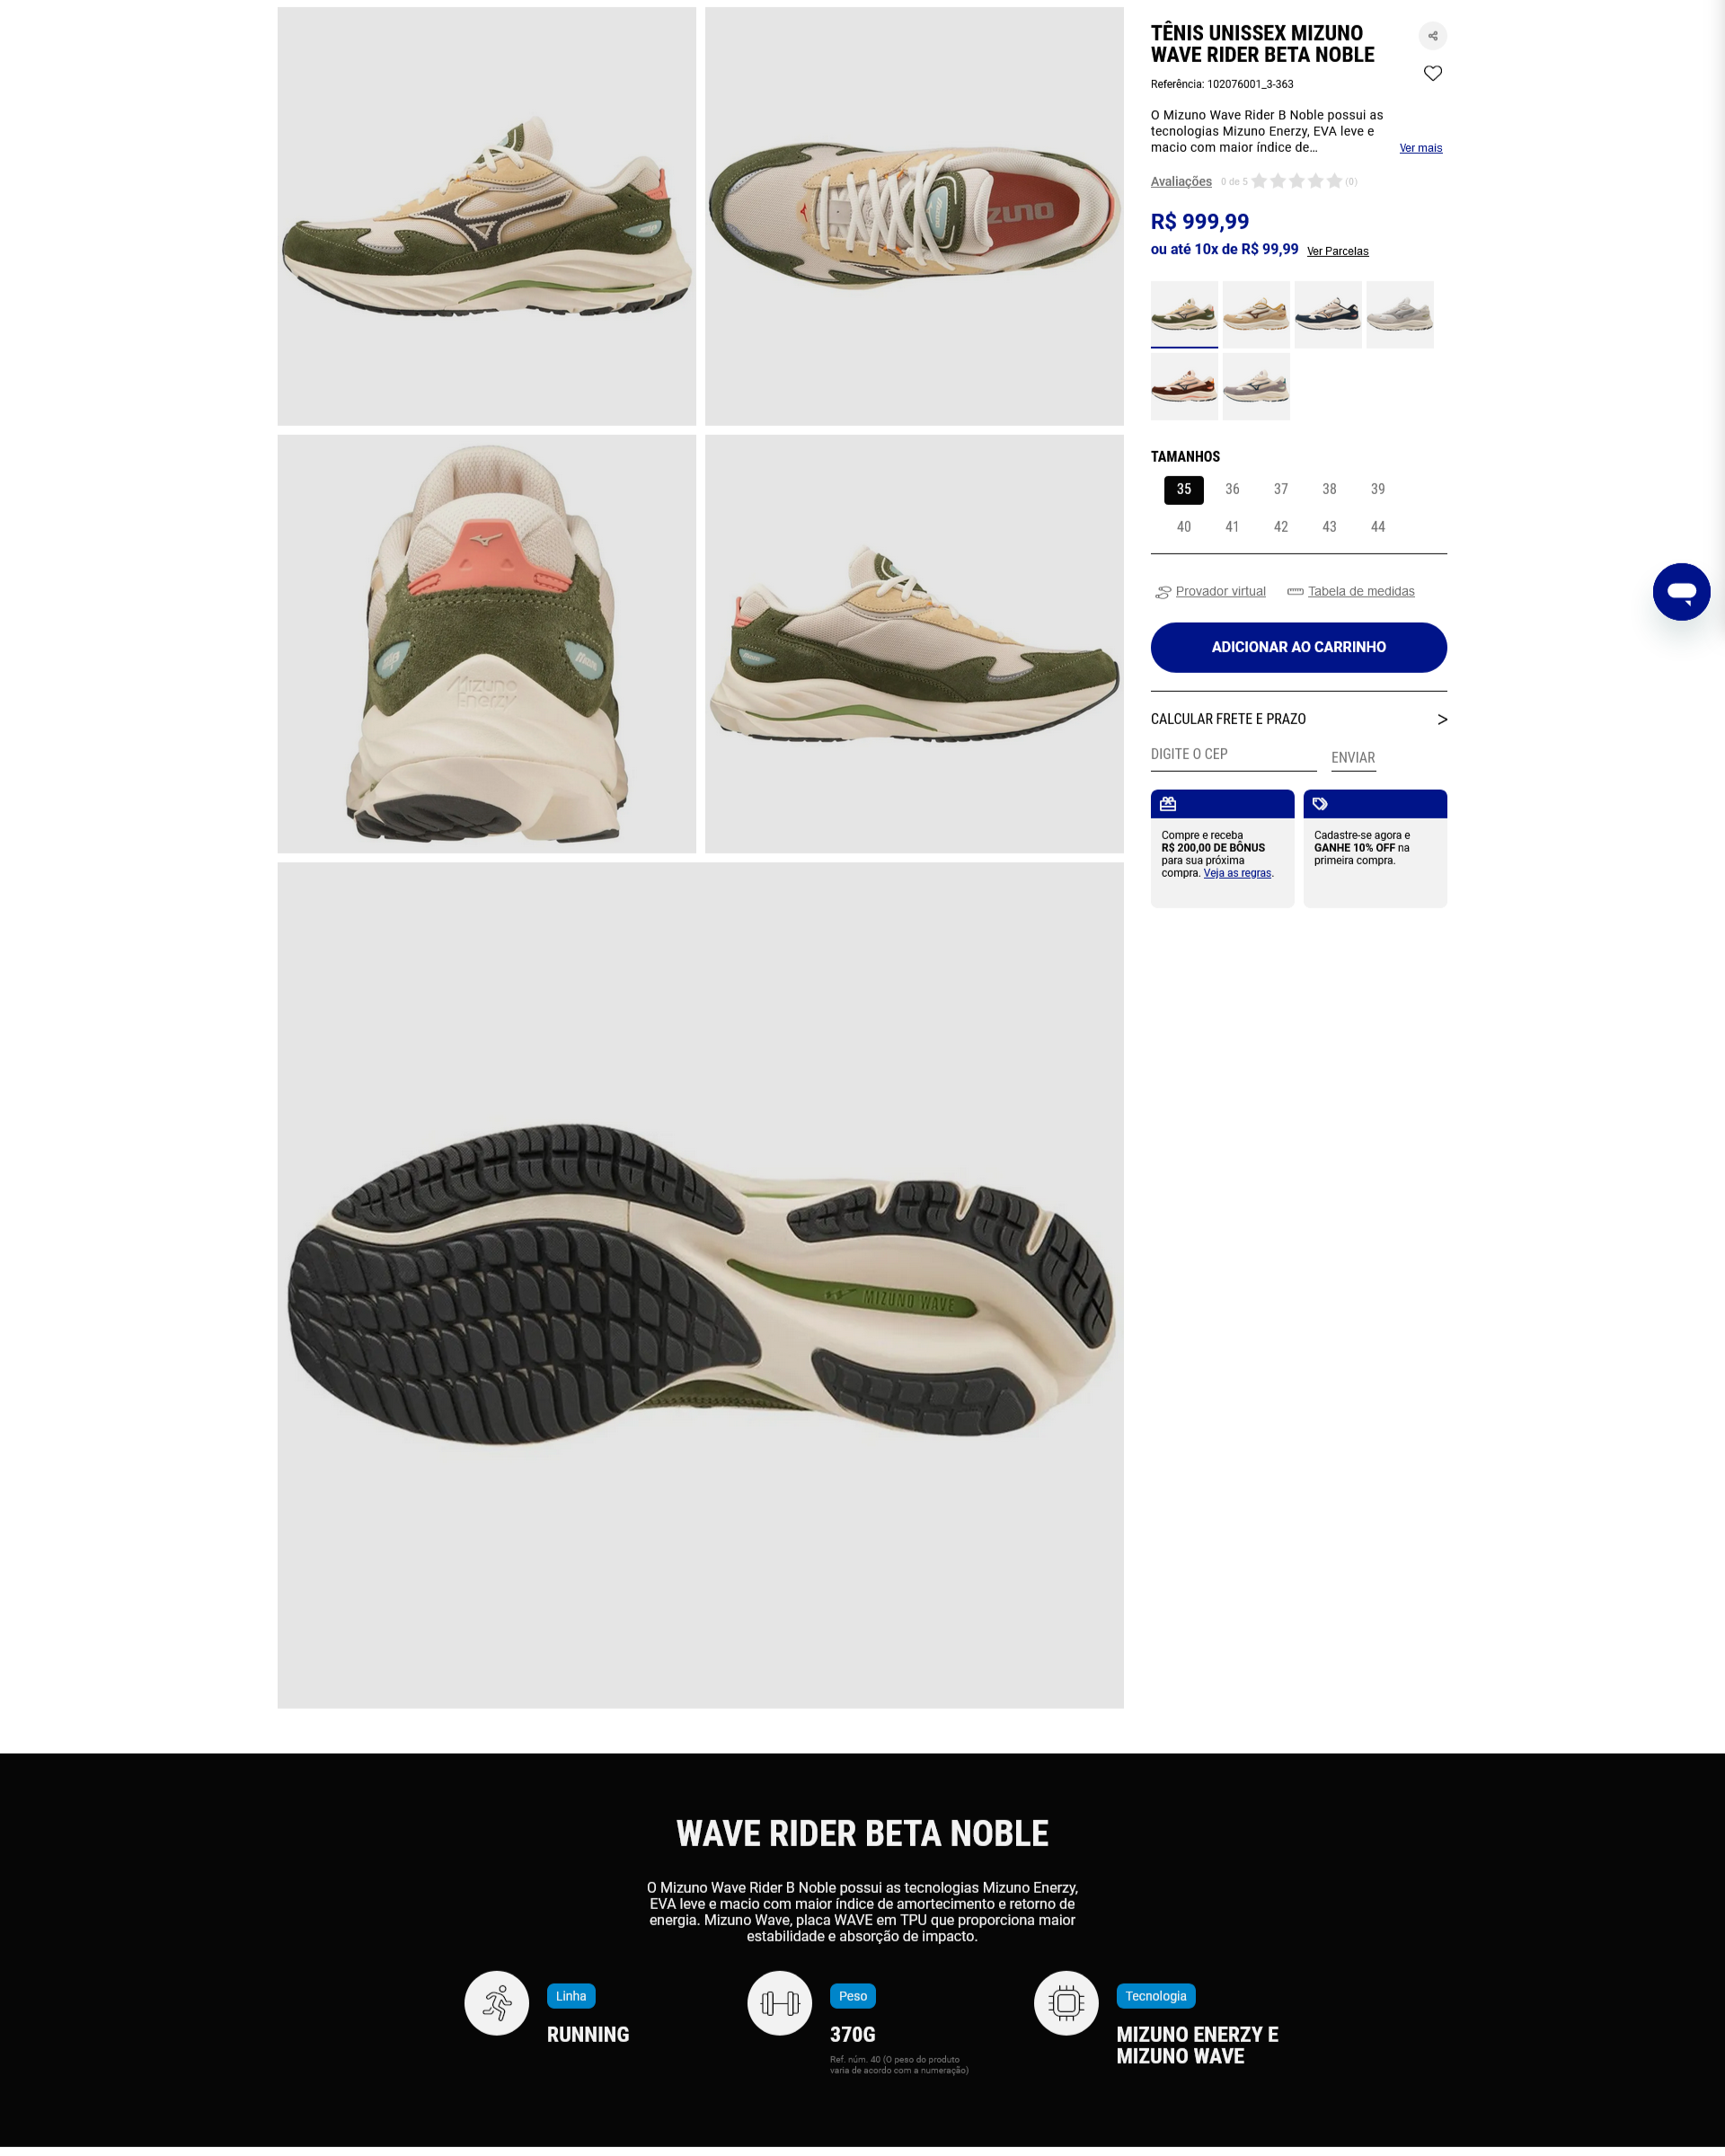 TÊNIS UNISSEX MIZUNO
WAVE RIDER BETA NOBLE
Referência: 102076001_3-363
O Mizuno Wave Rider B Noble possui as
tecnologias Mizuno Enerzy, EVA leve e
macio com maior índice de…
Ver mais
Avaliações 0 de 5 (0)
R$ 999,99
ou até 10x de R$ 99,99 Ver Parcelas
TAMANHOS
35 36 37 38 39
40 41 42 43 44
Provador virtual Tabela de medidas
ADICIONAR AO CARRINHO
CALCULAR FRETE E PRAZO >
DIGITE O CEP ENVIAR
Compre e receba
R$ 200,00 DE BÔNUS
para sua próxima
compra. Veja as regras.
Cadastre-se agora e
GANHE 10% OFF na
primeira compra.
Mizuno
Enerzy
MIZUNO WAVE
WAVE RIDER BETA NOBLE
O Mizuno Wave Rider B Noble possui as tecnologias Mizuno Enerzy,
EVA leve e macio com maior índice de amortecimento e retorno de
energia. Mizuno Wave, placa WAVE em TPU que proporciona maior
estabilidade e absorção de impacto.
Linha
RUNNING
Peso
370G
Ref. núm. 40 (O peso do produto
varia de acordo com a numeração)
Tecnologia
MIZUNO ENERZY E
MIZUNO WAVE